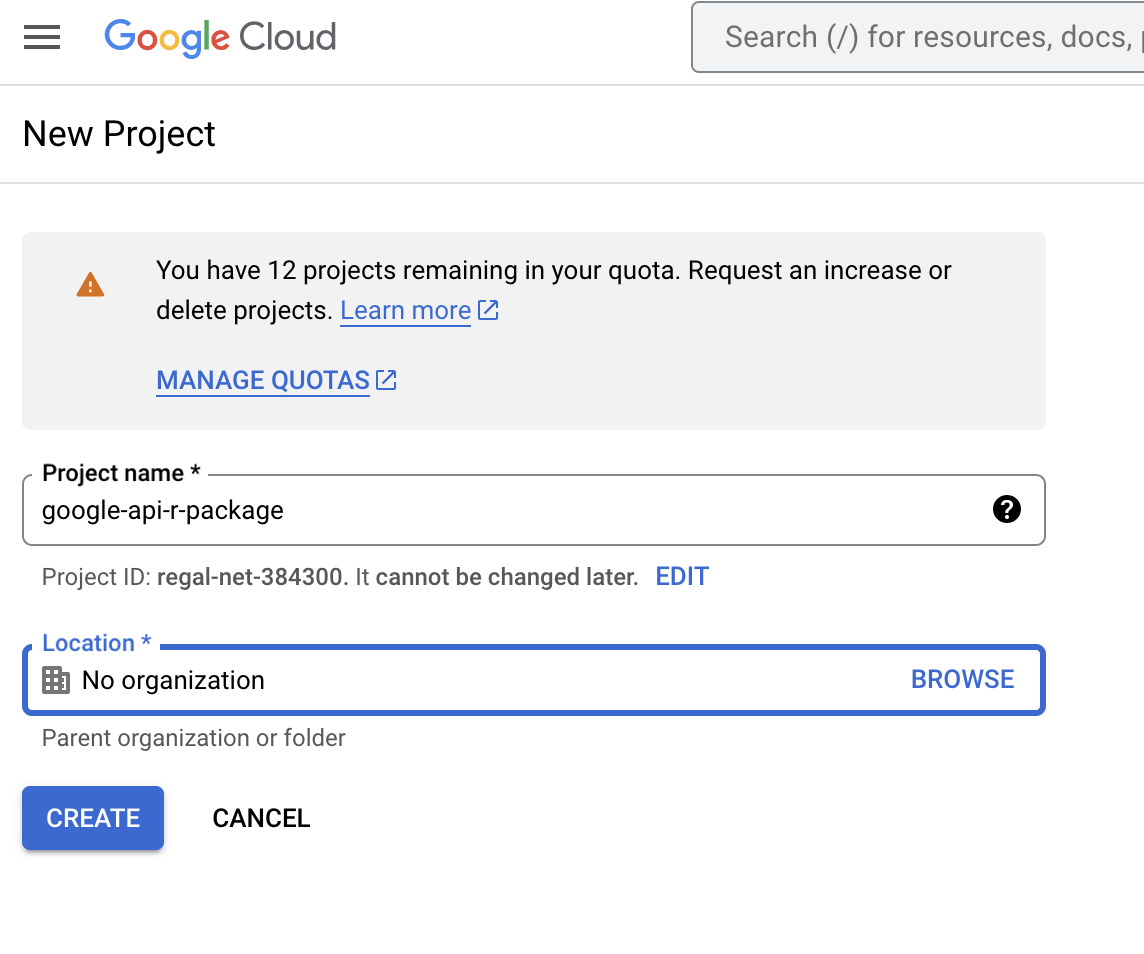 Google Cloud
Search (/) for resources, docs,
New Project
You have 12 projects remaining in your quota. Request an increase or
delete projects. Learn more
MANAGE QUOTAS
Project name *
google-api-r-package
?
Project ID: regal-net-384300. It cannot be changed later. EDIT
Location *
No organization BROWSE
Parent organization or folder
CREATE CANCEL